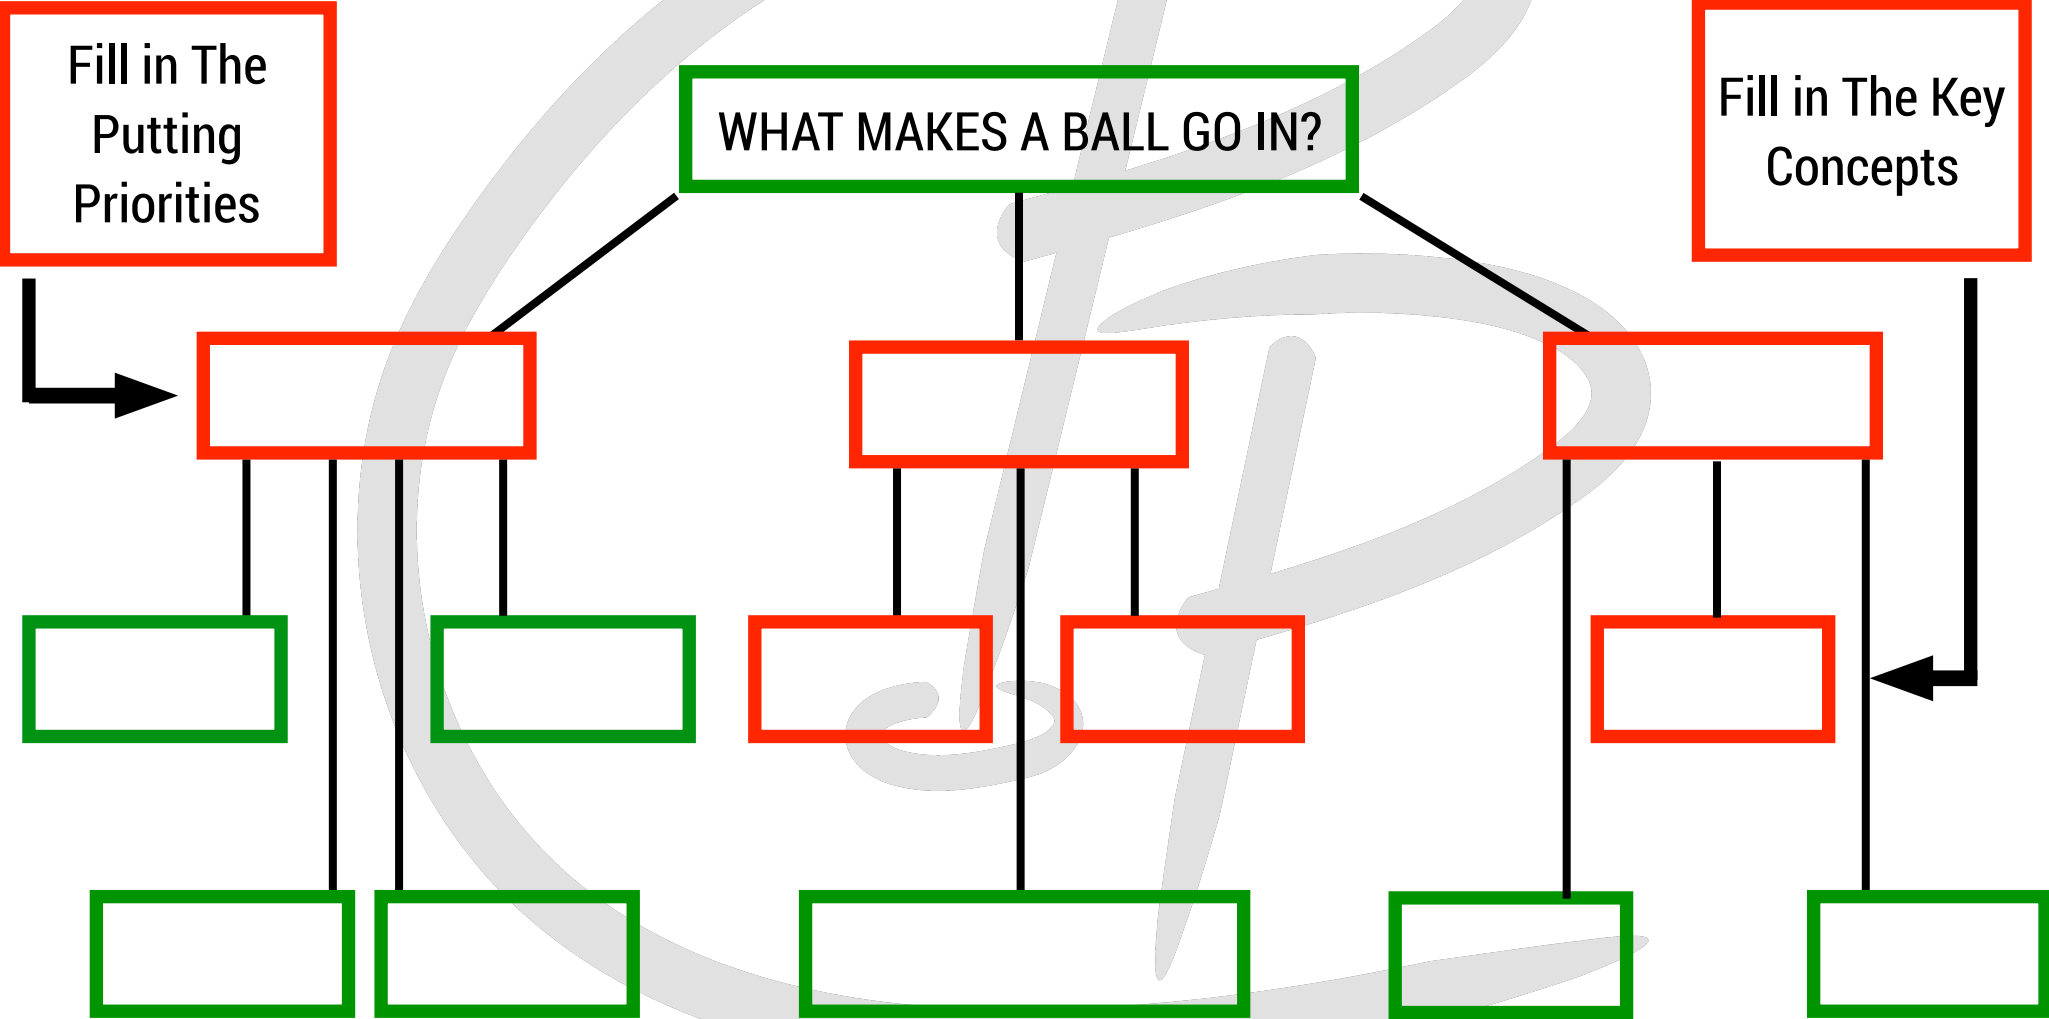 Fill in The
Putting
Priorities
WHAT MAKES A BALL GO IN?
Fill in The Key
Concepts